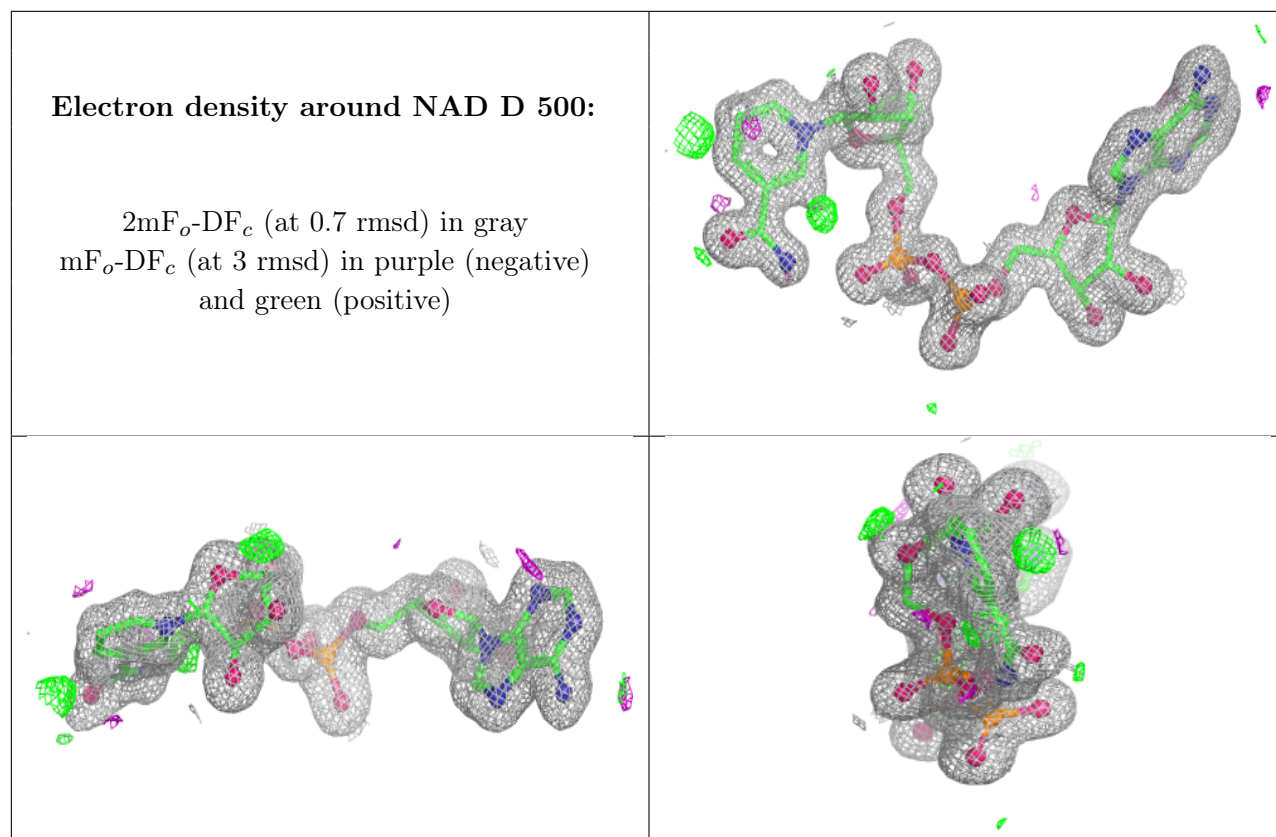 Electron density around NAD D 500:
2mFo-DFc (at 0.7 rmsd) in gray
mFo-DFc (at 3 rmsd) in purple (negative)
and green (positive)